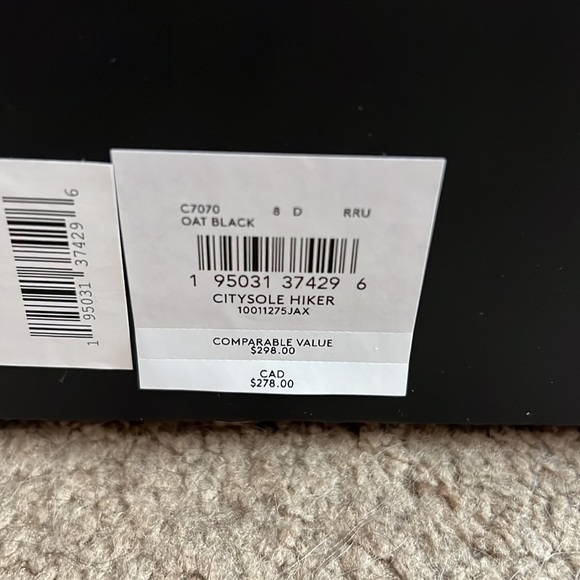 C7070 8 D RRU
OAT BLACK
1 95031 37429 6
CITYSOLE HIKER
10011275JAX
COMPARABLE VALUE
$298.00
CAD
$278.00
1 95031 37429 6